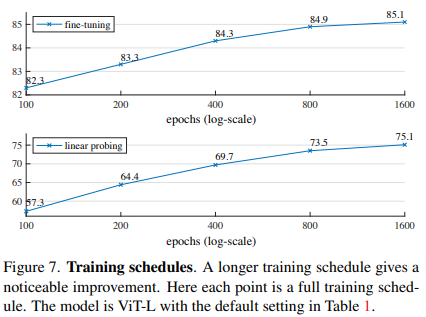 85
84
83
82
fine-tuning
82.3
83.3
84.3
84.9
85.1
100 200 400 800 1600
epochs (log-scale)
75
70
65
60
linear probing
57.3
64.4
69.7
73.5
75.1
100 200 400 800 1600
epochs (log-scale)
Figure 7. Training schedules. A longer training schedule gives a
noticeable improvement. Here each point is a full training sched-
ule. The model is ViT-L with the default setting in Table 1.